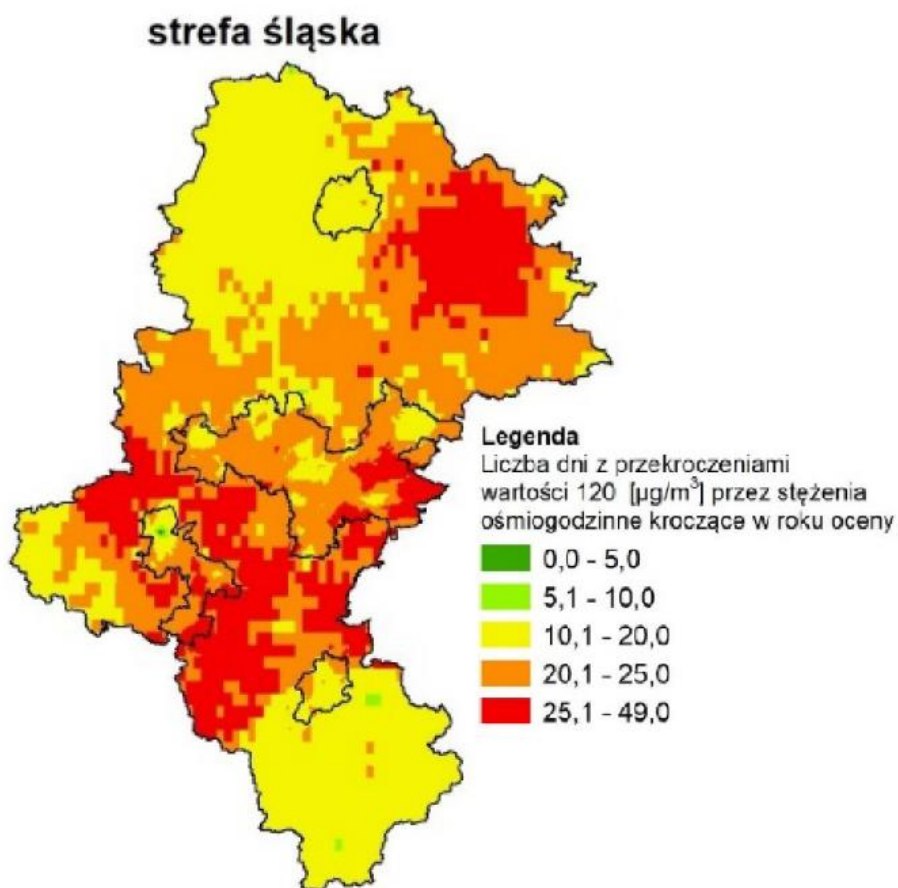 strefa śląska
Legenda
Liczba dni z przekroczeniami
wartości 120 [µg/m³] przez stężenia
ośmiogodzinne kroczące w roku oceny
0,0 - 5,0
5,1 - 10,0
10,1 - 20,0
20,1 - 25,0
25,1 - 49,0